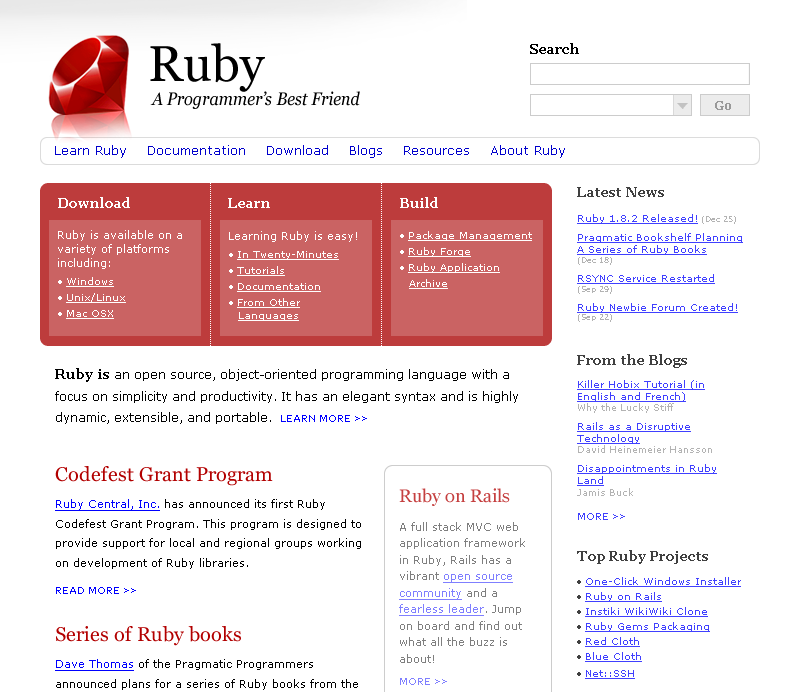 Ruby
A Programmer's Best Friend
Search
Go
Learn Ruby Documentation Download Blogs Resources About Ruby
Download
Ruby is available on a
variety of platforms
including:
• Windows
• Unix/Linux
• Mac OSX
Learn
Learning Ruby is easy!
• In Twenty-Minutes
• Tutorials
• Documentation
• From Other
Languages
Build
• Package Management
• Ruby Forge
• Ruby Application
Archive
Ruby is an open source, object-oriented programming language with a
focus on simplicity and productivity. It has an elegant syntax and is highly
dynamic, extensible, and portable. LEARN MORE >>
Codefest Grant Program
Ruby Central, Inc. has announced its first Ruby
Codefest Grant Program. This program is designed to
provide support for local and regional groups working
on development of Ruby libraries.
READ MORE >>
Series of Ruby books
Dave Thomas of the Pragmatic Programmers
announced plans for a series of Ruby books from the
Ruby on Rails
A full stack MVC web
application framework
in Ruby, Rails has a
vibrant open source
community and a
fearless leader. Jump
on board and find out
what all the buzz is
about!
MORE >>
Latest News
Ruby 1.8.2 Released! (Dec 25)
Pragmatic Bookshelf Planning
A Series of Ruby Books
(Dec 18)
RSYNC Service Restarted
(Sep 29)
Ruby Newbie Forum Created!
(Sep 22)
From the Blogs
Killer Hobix Tutorial (in
English and French)
Why the Lucky Stiff
Rails as a Disruptive
Technology
David Heinemeier Hansson
Disappointments in Ruby
Land
Jamis Buck
MORE >>
Top Ruby Projects
• One-Click Windows Installer
• Ruby on Rails
• Instiki WikiWiki Clone
• Ruby Gems Packaging
• Red Cloth
• Blue Cloth
• Net::SSH